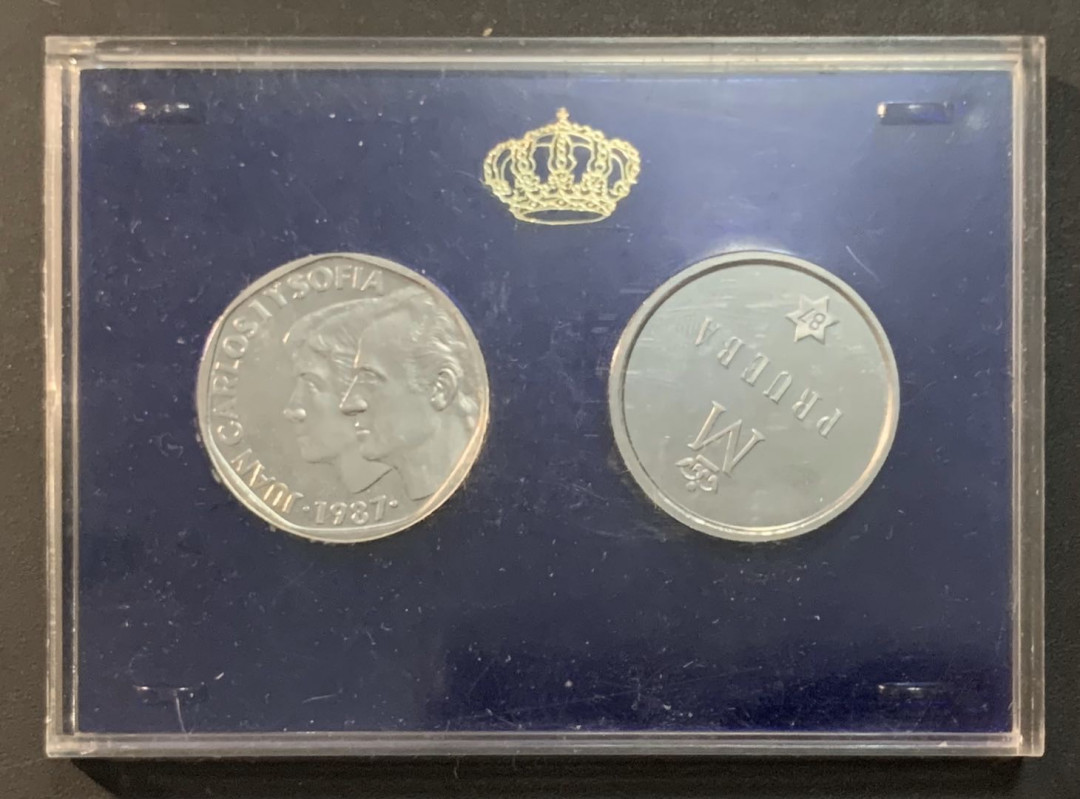 JUAN CARLOS I Y SOFIA
·1987·
M
PRUEBA
87